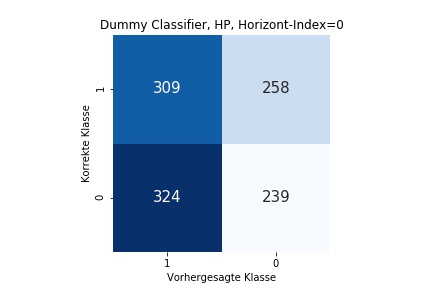 Dummy Classifier, HP, Horizont-Index=0
Korrekte Klasse
1
309
258
0
324
239
1
0
Vorhergesagte Klasse